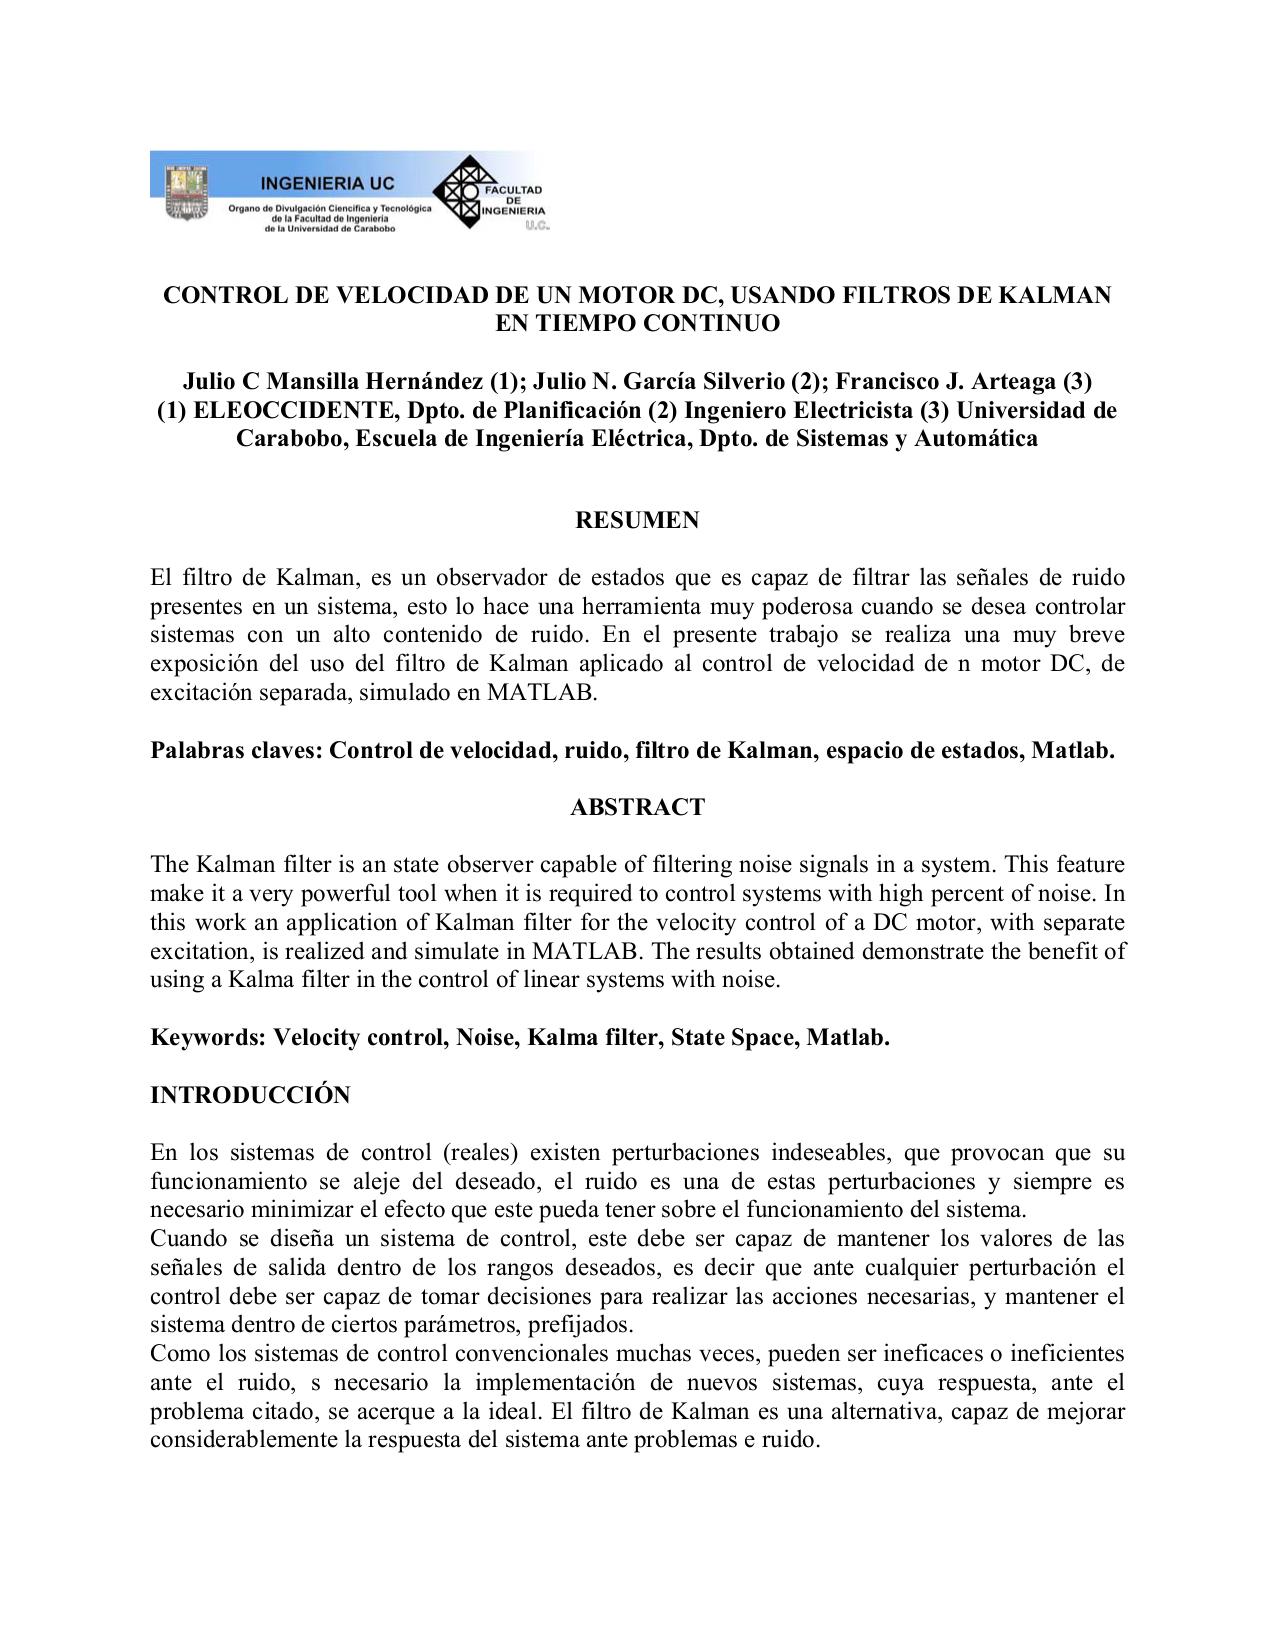 INGENIERIA UC
Organo de Divulgación Ciencifica y Tecnológica
de la Facultad de Ingenieria
de la Universidad de Carabobo
FACULTAD
DE
INGENIERIA
U.C.
CONTROL DE VELOCIDAD DE UN MOTOR DC, USANDO FILTROS DE KALMAN
EN TIEMPO CONTINUO
Julio C Mansilla Hernández (1); Julio N. García Silverio (2); Francisco J. Arteaga (3)
(1) ELEOCCIDENTE, Dpto. de Planificación (2) Ingeniero Electricista (3) Universidad de
Carabobo, Escuela de Ingeniería Eléctrica, Dpto. de Sistemas y Automática
RESUMEN
El filtro de Kalman, es un observador de estados que es capaz de filtrar las señales de ruido
presentes en un sistema, esto lo hace una herramienta muy poderosa cuando se desea controlar
sistemas con un alto contenido de ruido. En el presente trabajo se realiza una muy breve
exposición del uso del filtro de Kalman aplicado al control de velocidad de n motor DC, de
excitación separada, simulado en MATLAB.
Palabras claves: Control de velocidad, ruido, filtro de Kalman, espacio de estados, Matlab.
ABSTRACT
The Kalman filter is an state observer capable of filtering noise signals in a system. This feature
make it a very powerful tool when it is required to control systems with high percent of noise. In
this work an application of Kalman filter for the velocity control of a DC motor, with separate
excitation, is realized and simulate in MATLAB. The results obtained demonstrate the benefit of
using a Kalma filter in the control of linear systems with noise.
Keywords: Velocity control, Noise, Kalma filter, State Space, Matlab.
INTRODUCCIÓN
En los sistemas de control (reales) existen perturbaciones indeseables, que provocan que su
funcionamiento se aleje del deseado, el ruido es una de estas perturbaciones y siempre es
necesario minimizar el efecto que este pueda tener sobre el funcionamiento del sistema.
Cuando se diseña un sistema de control, este debe ser capaz de mantener los valores de las
señales de salida dentro de los rangos deseados, es decir que ante cualquier perturbación el
control debe ser capaz de tomar decisiones para realizar las acciones necesarias, y mantener el
sistema dentro de ciertos parámetros, prefijados.
Como los sistemas de control convencionales muchas veces, pueden ser ineficaces o ineficientes
ante el ruido, s necesario la implementación de nuevos sistemas, cuya respuesta, ante el
problema citado, se acerque a la ideal. El filtro de Kalman es una alternativa, capaz de mejorar
considerablemente la respuesta del sistema ante problemas e ruido.